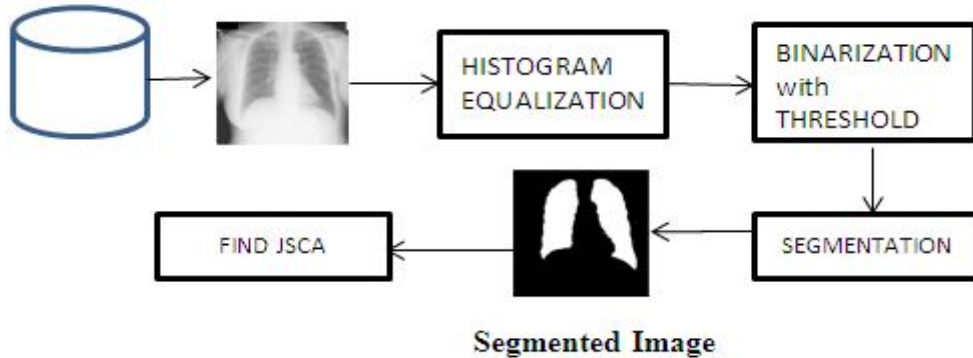 HISTOGRAM
EQUALIZATION
BINARIZATION
with
THRESHOLD
SEGMENTATION
FIND JSCA
Segmented Image